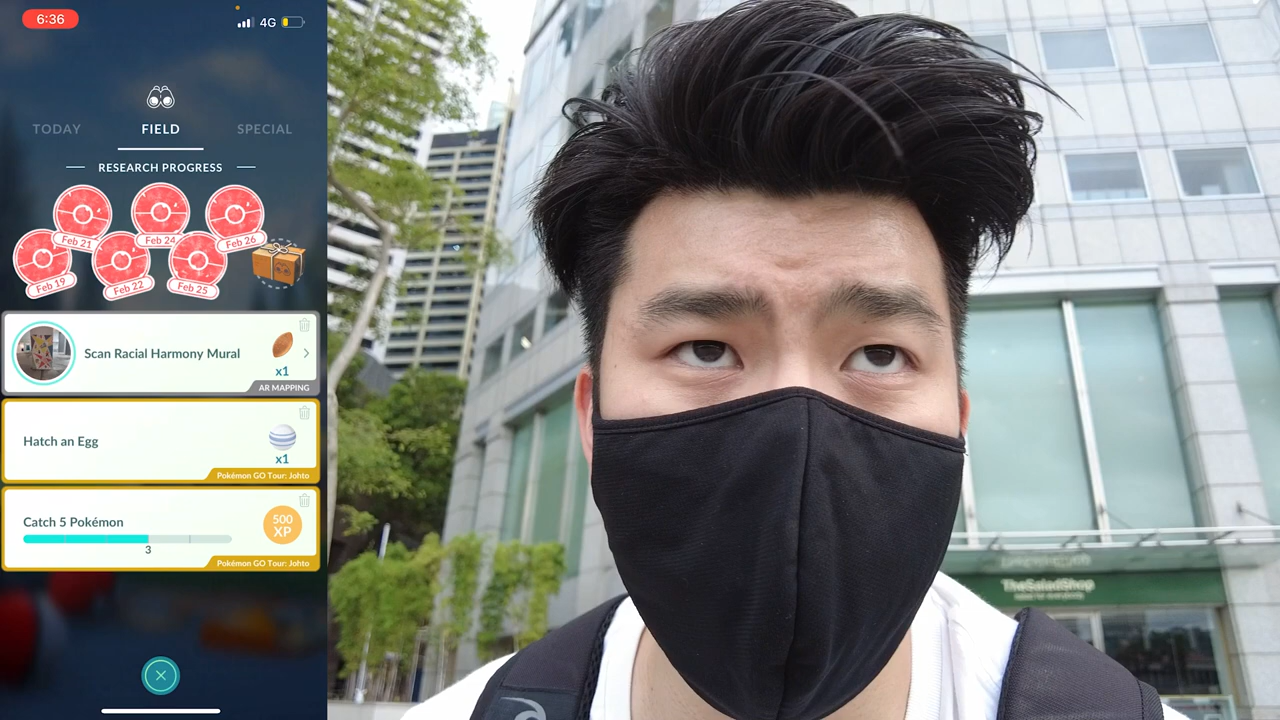 6:36
4G
TODAY
FIELD
SPECIAL
RESEARCH PROGRESS
Feb 21
Feb 24
Feb 26
Feb 19
Feb 22
Feb 25
Scan Racial Harmony Mural
x1
AR MAPPING
Hatch an Egg
x1
Pokémon GO Tour: Johto
Catch 5 Pokémon
500
XP
3
Pokémon GO Tour: Johto
TheSaladShop